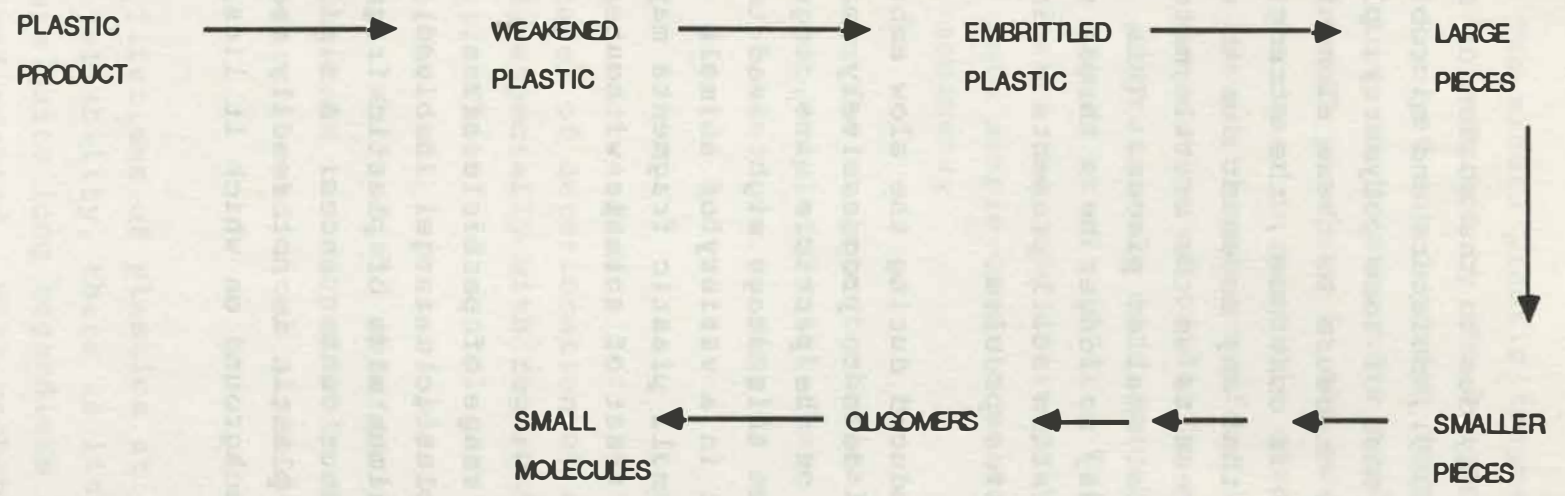 PLASTIC
PRODUCT
WEAKENED
PLASTIC
EMBRITTLED
PLASTIC
LARGE
PIECES
SMALLER
PIECES
OLIGOMERS
SMALL
MOLECULES